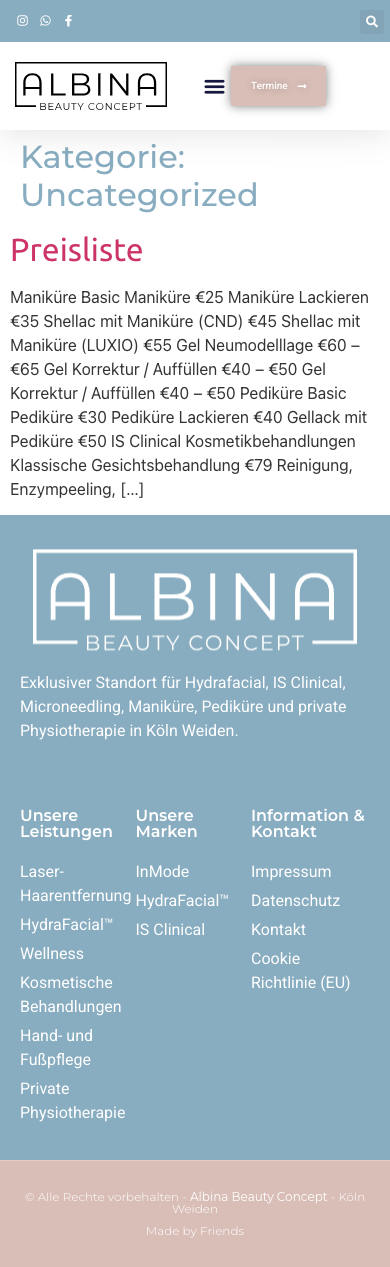 ALBINA
BEAUTY CONCEPT
Termine →
Kategorie:
Uncategorized
Preisliste
Maniküre Basic Maniküre €25 Maniküre Lackieren
€35 Shellac mit Maniküre (CND) €45 Shellac mit
Maniküre (LUXIO) €55 Gel Neumodelllage €60 –
€65 Gel Korrektur / Auffüllen €40 – €50 Gel
Korrektur / Auffüllen €40 – €50 Pediküre Basic
Pediküre €30 Pediküre Lackieren €40 Gellack mit
Pediküre €50 IS Clinical Kosmetikbehandlungen
Klassische Gesichtsbehandlung €79 Reinigung,
Enzympeeling, […]
ALBINA
BEAUTY CONCEPT
Exklusiver Standort für Hydrafacial, IS Clinical,
Microneedling, Maniküre, Pediküre und private
Physiotherapie in Köln Weiden.
Unsere
Leistungen
Laser-
Haarentfernung
HydraFacial™
Wellness
Kosmetische
Behandlungen
Hand- und
Fußpflege
Private
Physiotherapie
Unsere
Marken
InMode
HydraFacial™
IS Clinical
Information &
Kontakt
Impressum
Datenschutz
Kontakt
Cookie
Richtlinie (EU)
© Alle Rechte vorbehalten - Albina Beauty Concept - Köln
Weiden
Made by Friends